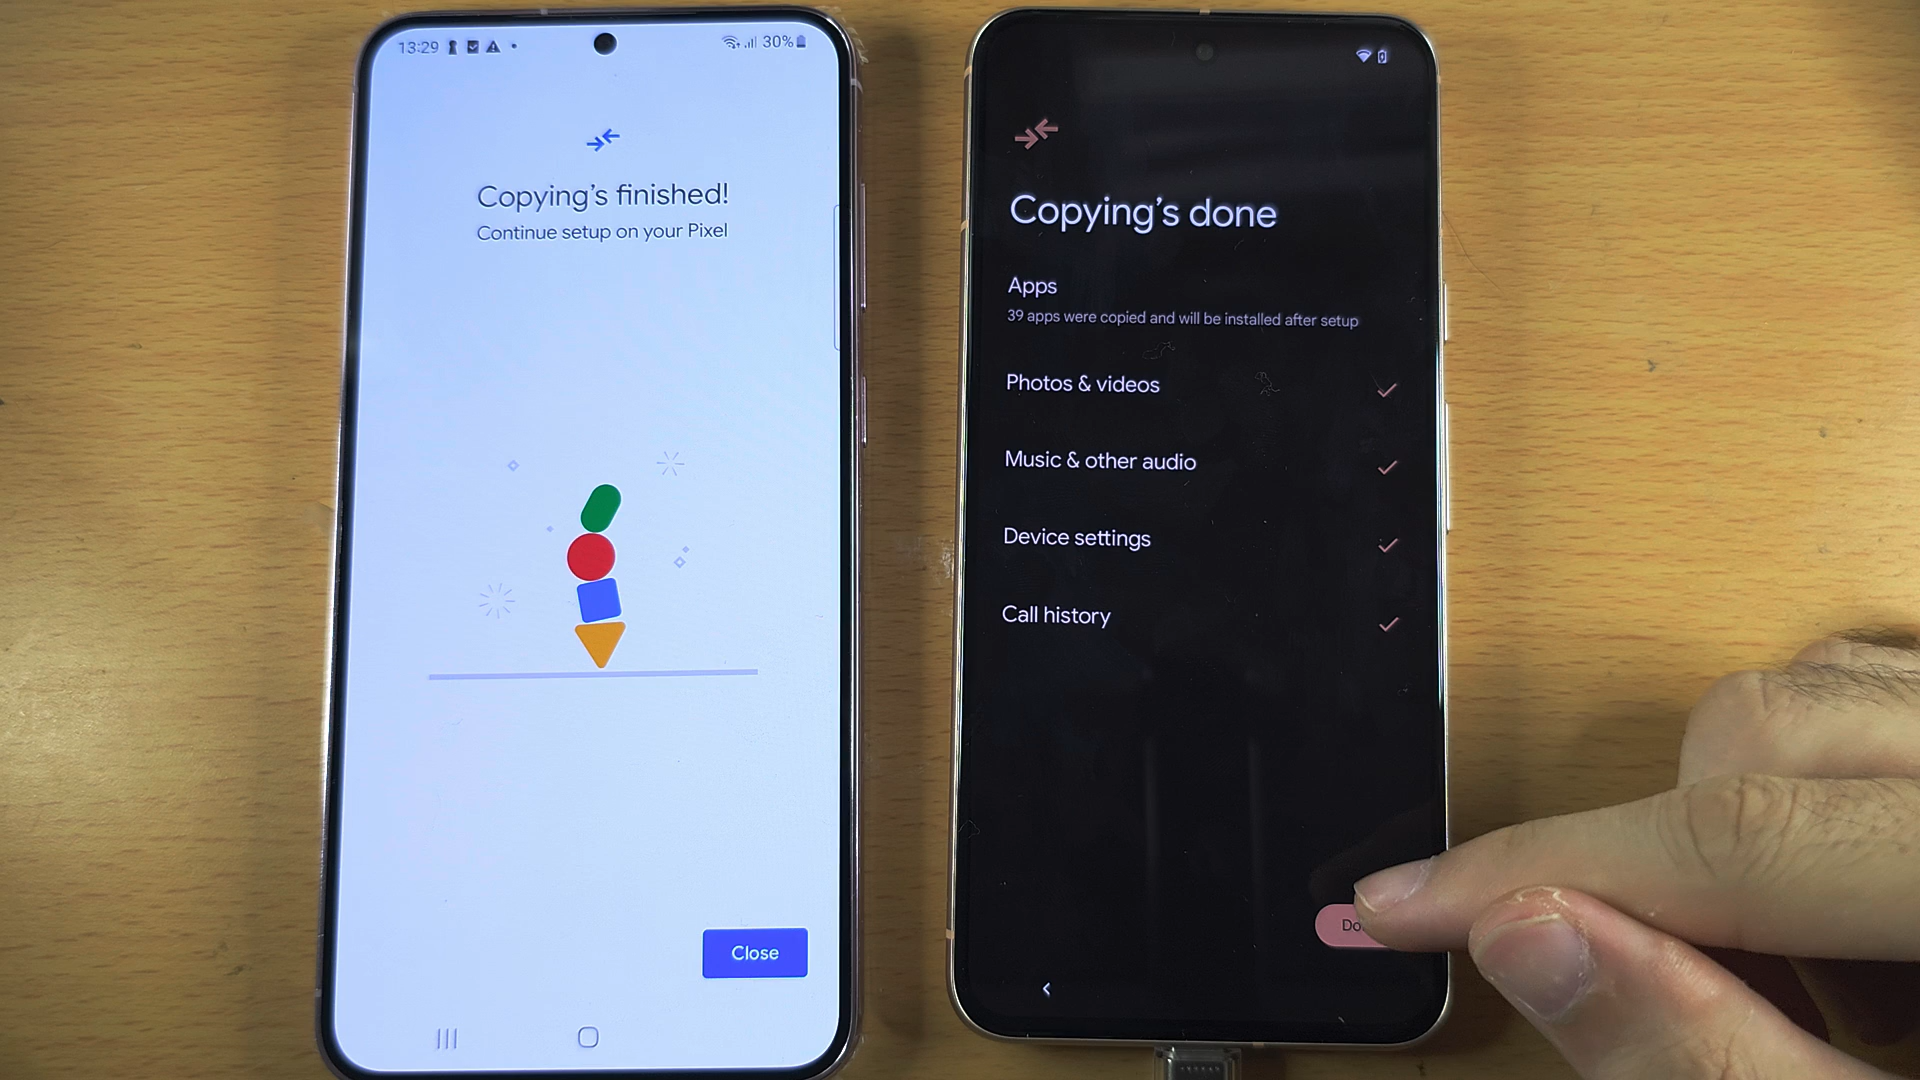 13:29
30%
Copying's finished!
Continue setup on your Pixel
Close
Copying's done
Apps
39 apps were copied and will be installed after setup
Photos & videos
Music & other audio
Device settings
Call history